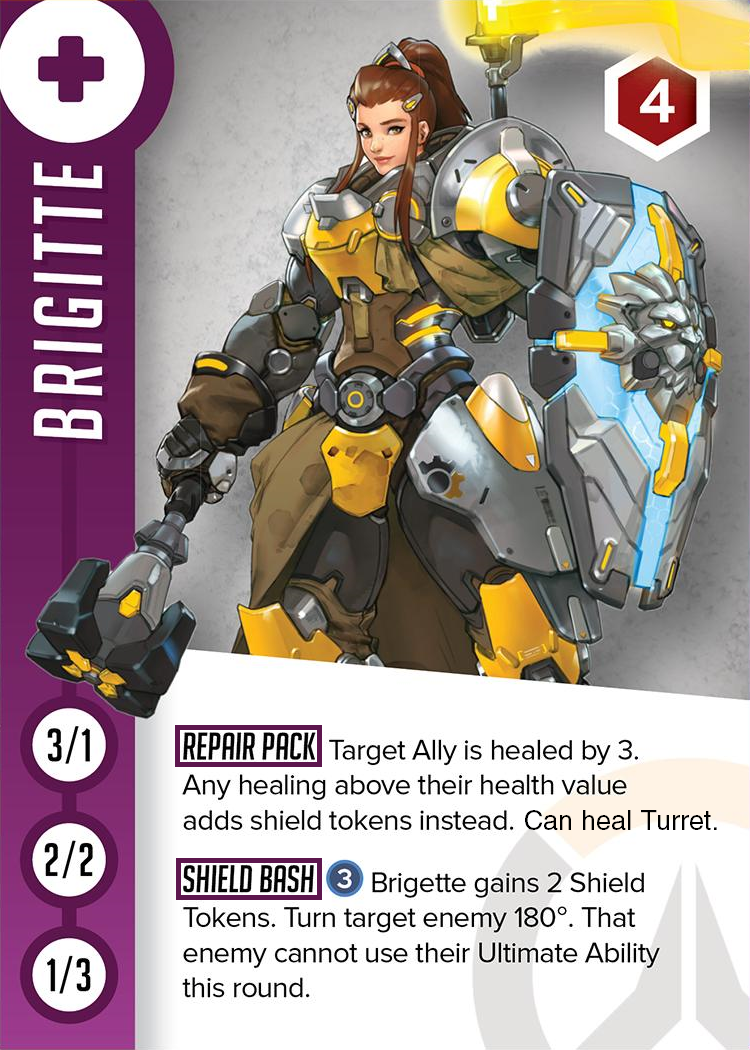 4
BRIGITTE
3/1
2/2
1/3
REPAIR PACK Target Ally is healed by 3.
Any healing above their health value
adds shield tokens instead. Can heal Turret.
SHIELD BASH 3 Brigette gains 2 Shield
Tokens. Turn target enemy 180°. That
enemy cannot use their Ultimate Ability
this round.